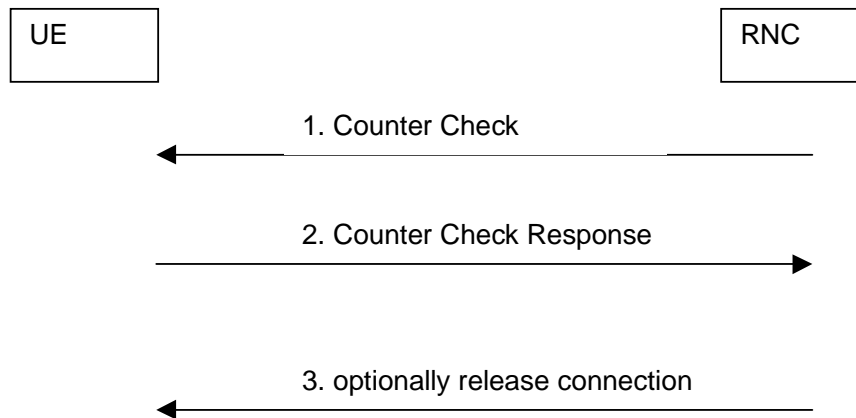 UE
RNC
1. Counter Check
2. Counter Check Response
3. optionally release connection